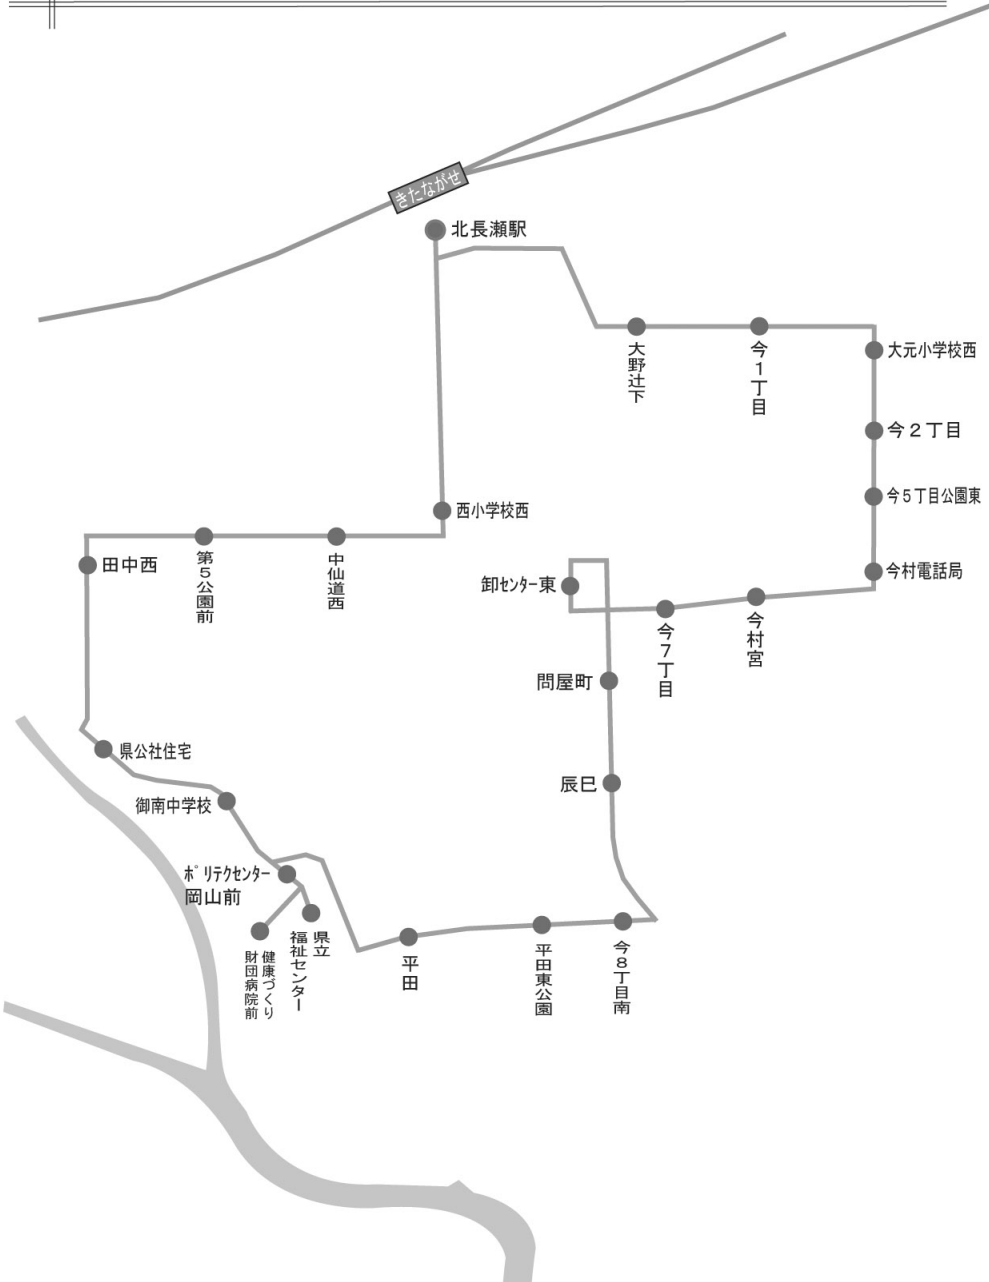 きたながせ
北長瀬駅
大野辻下
今1丁目
大元小学校西
今2丁目
今5丁目公園東
今村電話局
西小学校西
田中西
第5公園前
中仙道西
卸センター東
今7丁目
今村宮
問屋町
辰巳
県公社住宅
御南中学校
ポリテクセンター
岡山前
県立
福祉センター
健康づくり
財団病院前
平田
平田東公園
今8丁目南